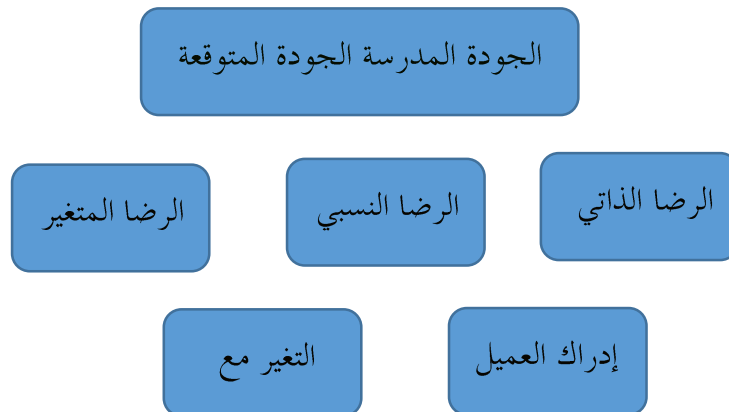 الجودة المدرسة الجودة المتوقعة
الرضا الذاتي
الرضا النسبي
الرضا المتغير
إدراك العميل
التغير مع